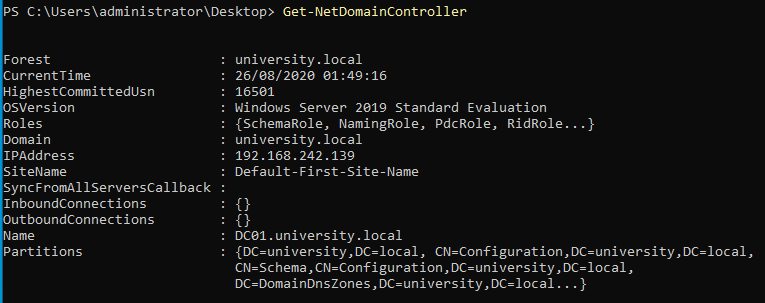 PS C:\Users\administrator\Desktop> Get-NetDomainController
Forest : university.local
CurrentTime : 26/08/2020 01:49:16
HighestCommittedUsn : 16501
OSVersion : Windows Server 2019 Standard Evaluation
Roles : {SchemaRole, NamingRole, PdcRole, RidRole...}
Domain : university.local
IPAddress : 192.168.242.139
SiteName : Default-First-Site-Name
SyncFromAllServersCallback :
InboundConnections : {}
OutboundConnections : {}
Name : DC01.university.local
Partitions : {DC=university,DC=local, CN=Configuration,DC=university,DC=local,
CN=Schema,CN=Configuration,DC=university,DC=local,
DC=DomainDnsZones,DC=university,DC=local...}